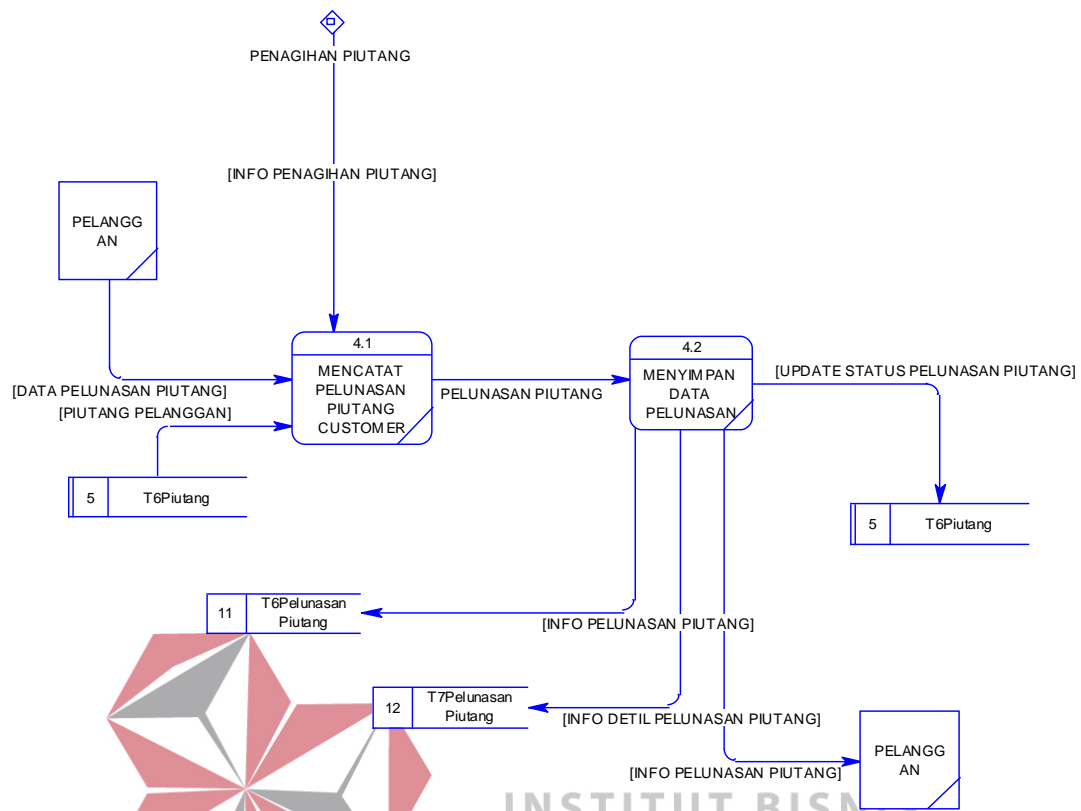 PENAGIHAN PIUTANG
[INFO PENAGIHAN PIUTANG]
PELANGG
AN
4.1
MENCATAT
PELUNASAN
PIUTANG
CUSTOMER
4.2
MENYIMPAN
DATA
PELUNASAN
[UPDATE STATUS PELUNASAN PIUTANG]
[DATA PELUNASAN PIUTANG]
PELUNASAN PIUTANG
[PIUTANG PELANGGAN]
5
T6Piutang
5
T6Piutang
11
T6Pelunasan
Piutang
[INFO PELUNASAN PIUTANG]
12
T7Pelunasan
Piutang
[INFO DETIL PELUNASAN PIUTANG]
PELANGG
AN
[INFO PELUNASAN PIUTANG]
INSTITUT